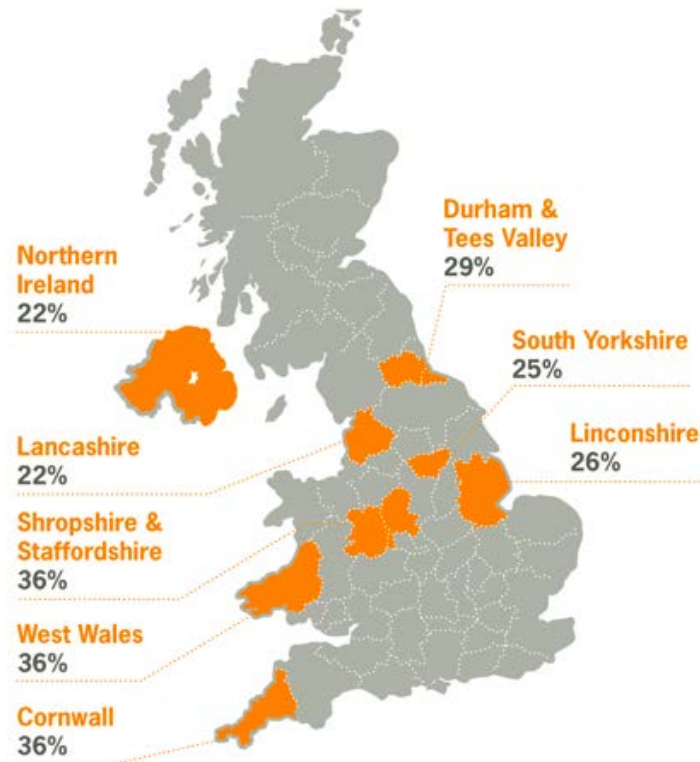 Durham &
Tees Valley
29%
Northern
Ireland
22%
South Yorkshire
25%
Lancashire
22%
Linconshire
26%
Shropshire &
Staffordshire
36%
West Wales
36%
Cornwall
36%